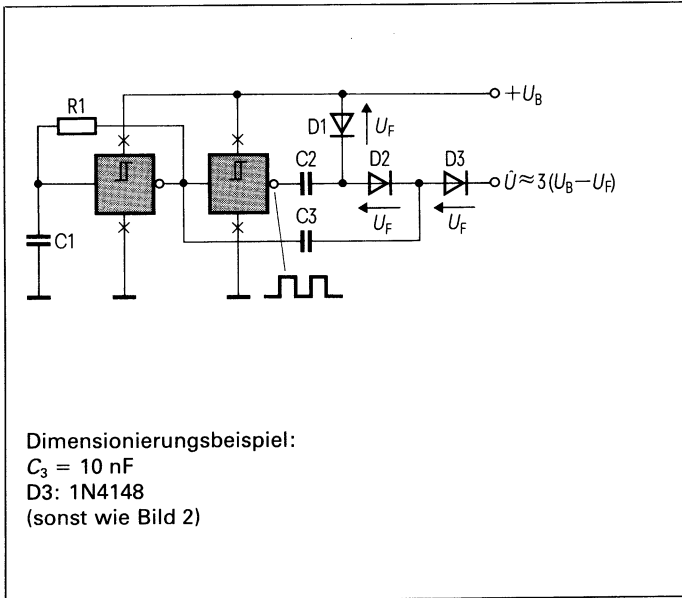 +U_B
R1
D1
U_F
C2
D2
D3
Û ≈ 3(U_B−U_F)
U_F
U_F
C3
C1
Dimensionierungsbeispiel:
C₃ = 10 nF
D3: 1N4148
(sonst wie Bild 2)